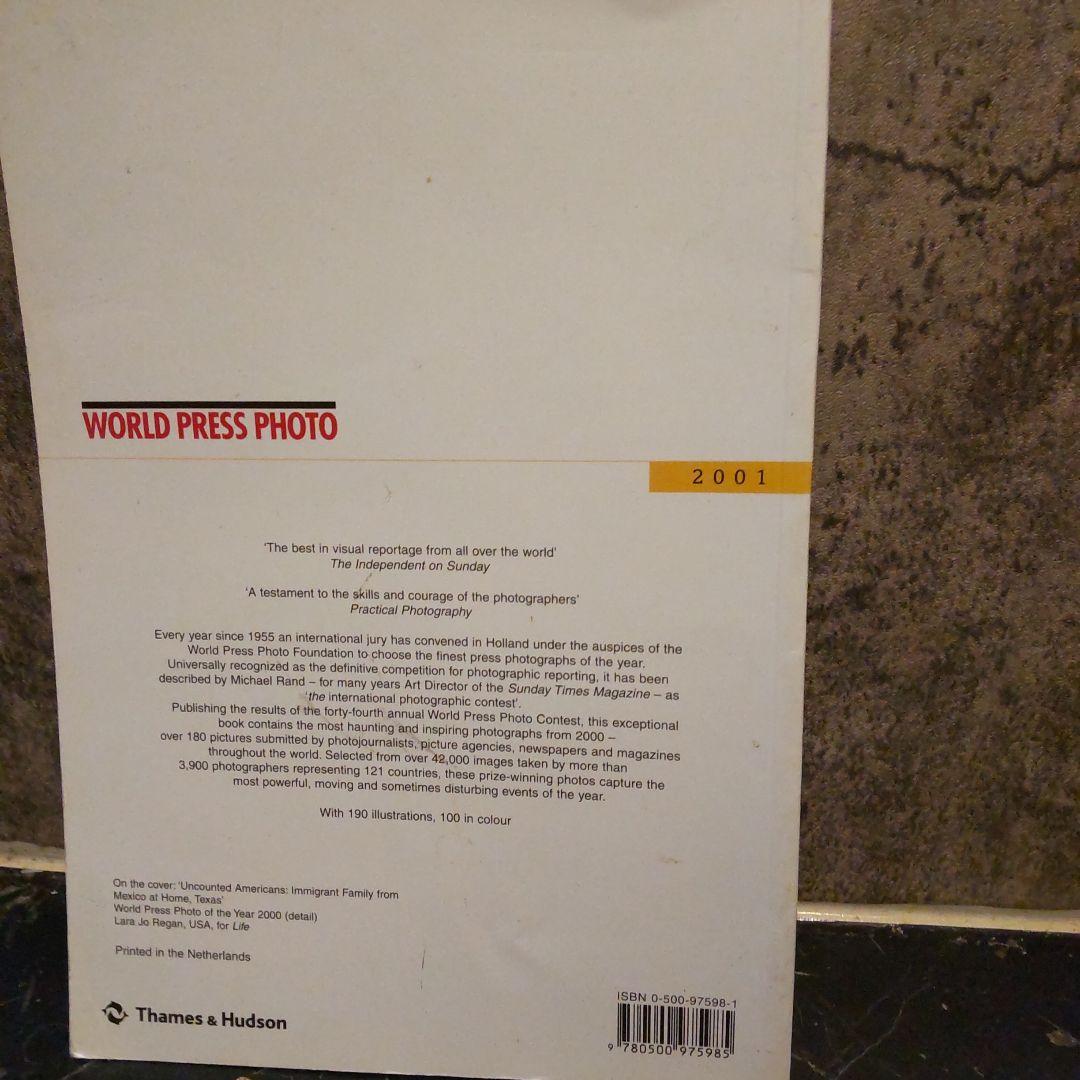 WORLD PRESS PHOTO
2001
'The best in visual reportage from all over the world'
The Independent on Sunday
'A testament to the skills and courage of the photographers'
Practical Photography
Every year since 1955 an international jury has convened in Holland under the auspices of the
World Press Photo Foundation to choose the finest press photographs of the year.
Universally recognized as the definitive competition for photographic reporting, it has been
described by Michael Rand – for many years Art Director of the Sunday Times Magazine – as
'the international photographic contest'.
Publishing the results of the forty-fourth annual World Press Photo Contest, this exceptional
book contains the most haunting and inspiring photographs from 2000 –
over 180 pictures submitted by photojournalists, picture agencies, newspapers and magazines
throughout the world. Selected from over 42,000 images taken by more than
3,900 photographers representing 121 countries, these prize-winning photos capture the
most powerful, moving and sometimes disturbing events of the year.
With 190 illustrations, 100 in colour
On the cover: 'Uncounted Americans: Immigrant Family from
Mexico at Home, Texas'
World Press Photo of the Year 2000 (detail)
Lara Jo Regan, USA, for Life
Printed in the Netherlands
Thames & Hudson
ISBN 0-500-97598-1
9 780500 975985